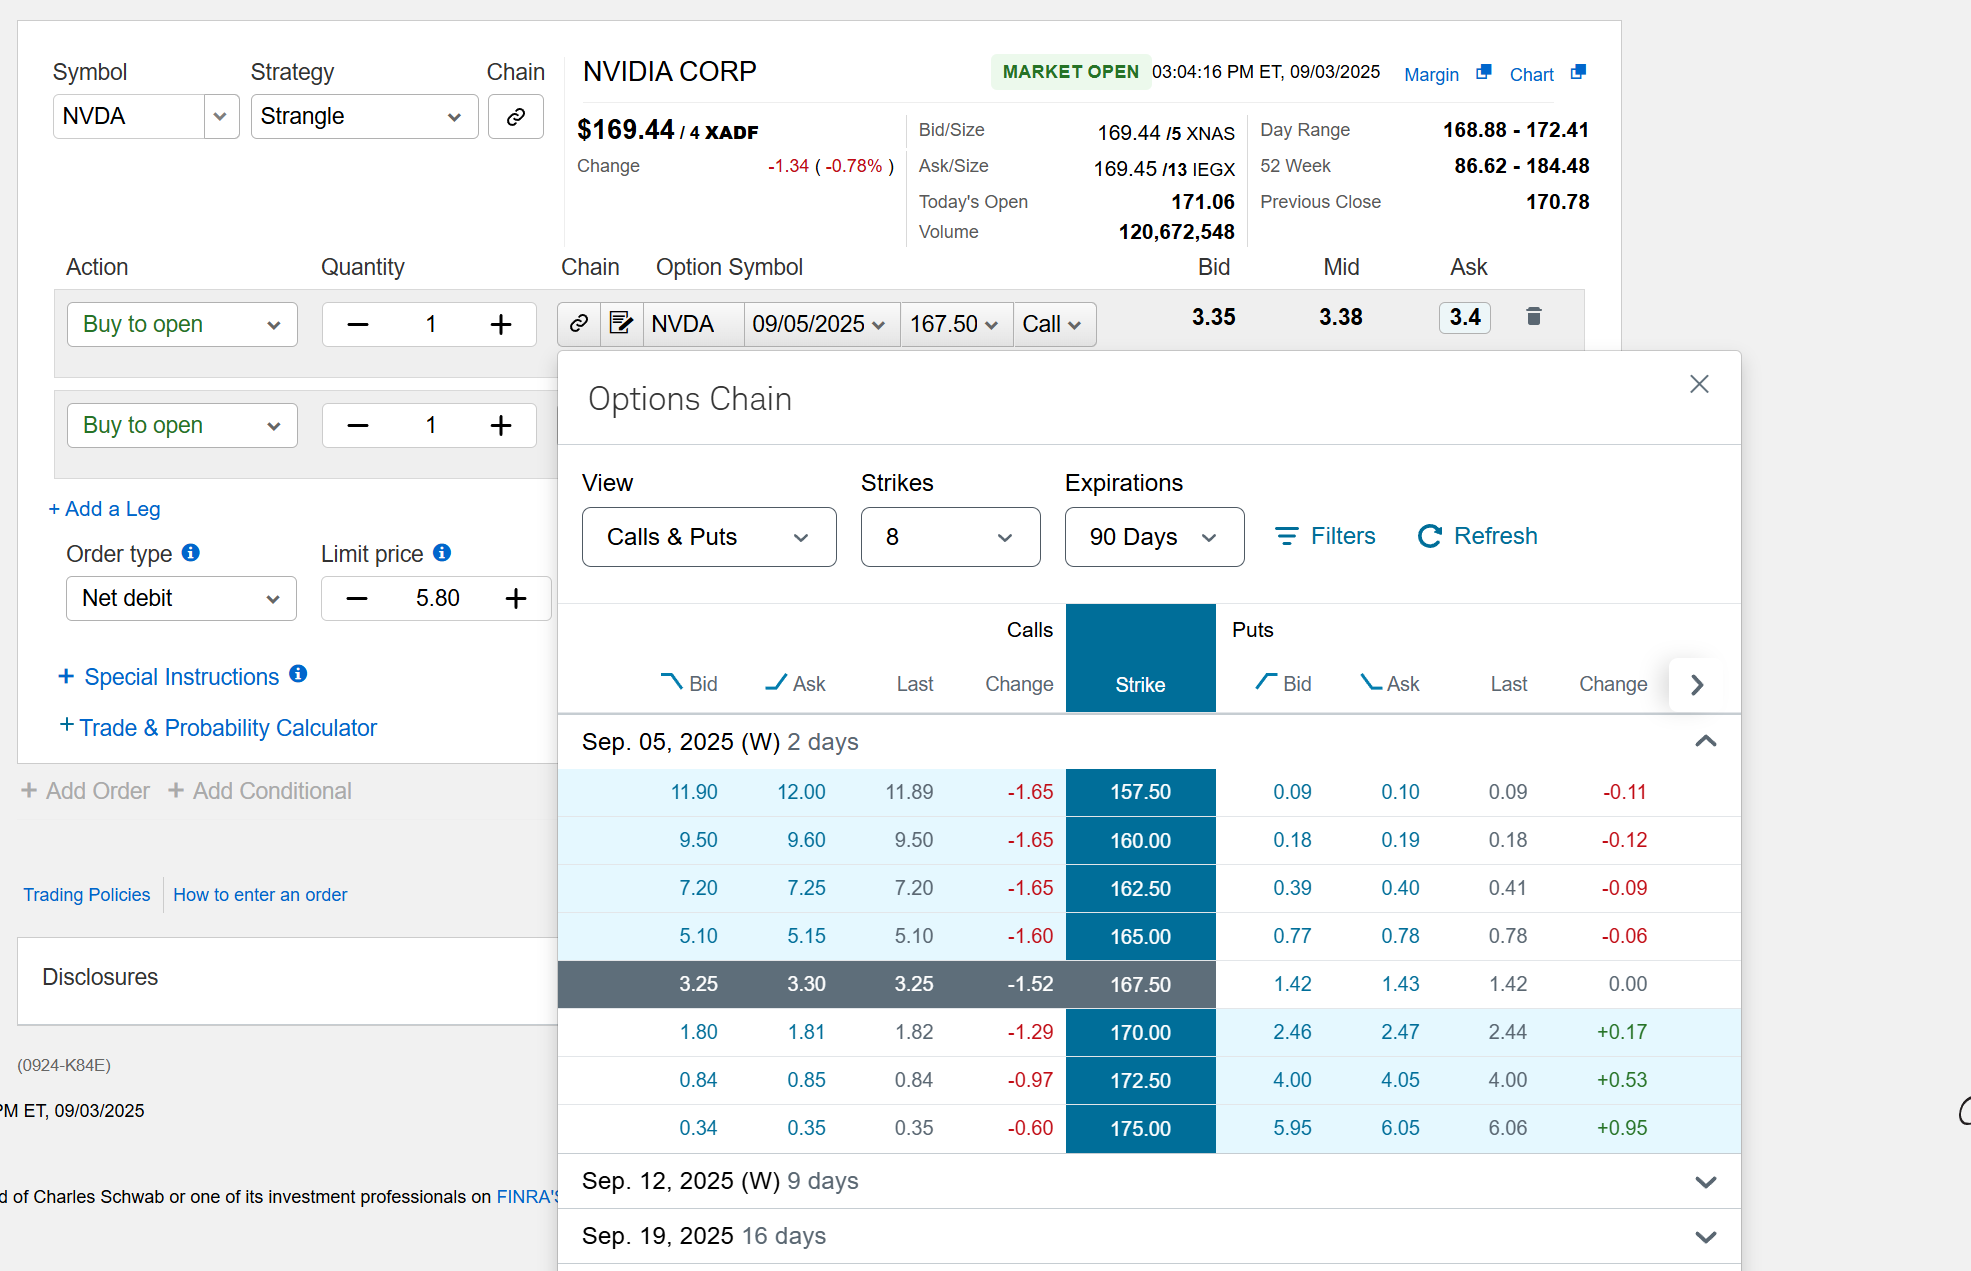 Symbol Strategy Chain
NVDA Strangle
NVIDIA CORP MARKET OPEN 03:04:16 PM ET, 09/03/2025 Margin Chart
$169.44 / 4 XADF
Change -1.34 ( -0.78% )
Bid/Size 169.44 /5 XNAS
Ask/Size 169.45 /13 IEGX
Today's Open 171.06
Volume 120,672,548
Day Range 168.88 - 172.41
52 Week 86.62 - 184.48
Previous Close 170.78
Action Quantity Chain Option Symbol Bid Mid Ask
Buy to open 1 NVDA 09/05/2025 167.50 Call 3.35 3.38 3.4
Buy to open 1
+ Add a Leg
Order type Limit price
Net debit 5.80
+ Special Instructions
+ Trade & Probability Calculator
+ Add Order + Add Conditional
Trading Policies How to enter an order
Disclosures
(0924-K84E)
PM ET, 09/03/2025
d of Charles Schwab or one of its investment professionals on FINRA'S
Options Chain
View Strikes Expirations
Calls & Puts 8 90 Days Filters Refresh
Calls Puts
Bid Ask Last Change Strike Bid Ask Last Change
Sep. 05, 2025 (W) 2 days
11.90 12.00 11.89 -1.65 157.50 0.09 0.10 0.09 -0.11
9.50 9.60 9.50 -1.65 160.00 0.18 0.19 0.18 -0.12
7.20 7.25 7.20 -1.65 162.50 0.39 0.40 0.41 -0.09
5.10 5.15 5.10 -1.60 165.00 0.77 0.78 0.78 -0.06
3.25 3.30 3.25 -1.52 167.50 1.42 1.43 1.42 0.00
1.80 1.81 1.82 -1.29 170.00 2.46 2.47 2.44 +0.17
0.84 0.85 0.84 -0.97 172.50 4.00 4.05 4.00 +0.53
0.34 0.35 0.35 -0.60 175.00 5.95 6.05 6.06 +0.95
Sep. 12, 2025 (W) 9 days
Sep. 19, 2025 16 days